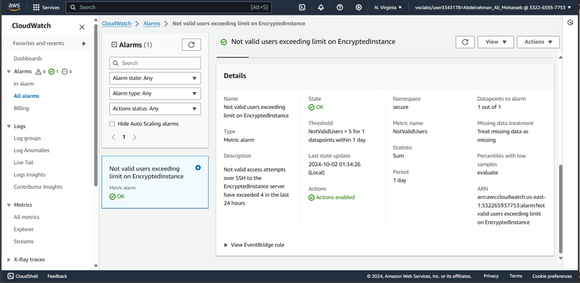 aws
Services
Search
[Alt+S]
N. Virginia
voclabs/user3343178=Abdelrahman_Ali_Mohasseb @ 3322-6593-7753
CloudWatch
Favorites and recents
Dashboards
Alarms 0 1 0
In alarm
All alarms
Billing
Logs
Log groups
Log Anomalies
Live Tail
Logs Insights
Contributor Insights
Metrics
All metrics
Explorer
Streams
X-Ray traces
CloudWatch
Alarms
Not valid users exceeding limit on EncryptedInstance
Alarms (1)
Search
Alarm state: Any
Alarm type: Any
Actions status: Any
Hide Auto Scaling alarms
1
Not valid users exceeding
limit on EncryptedInstance
Metric alarm
OK
Not valid users exceeding limit on EncryptedInstance
View
Actions
Details
Name
Not valid users exceeding
limit on EncryptedInstance
Type
Metric alarm
Description
Not valid access attempts
over SSH to the
EncryptedInstance server
have exceeded 4 in the last
24 hours
State
OK
Threshold
NotValidUsers > 5 for 1
datapoints within 1 day
Last state update
2024-10-02 01:34:26
(Local)
Actions
Actions enabled
Namespace
secure
Metric name
NotValidUsers
Statistic
Sum
Period
1 day
Datapoints to alarm
1 out of 1
Missing data treatment
Treat missing data as
missing
Percentiles with low
samples
evaluate
ARN
arn:aws:cloudwatch:us-east-
1:332265937753:alarm:Not
valid users exceeding limit
on EncryptedInstance
View EventBridge rule
CloudShell
Feedback
© 2024, Amazon Web Services, Inc. or its affiliates.
Privacy
Terms
Cookie preferences